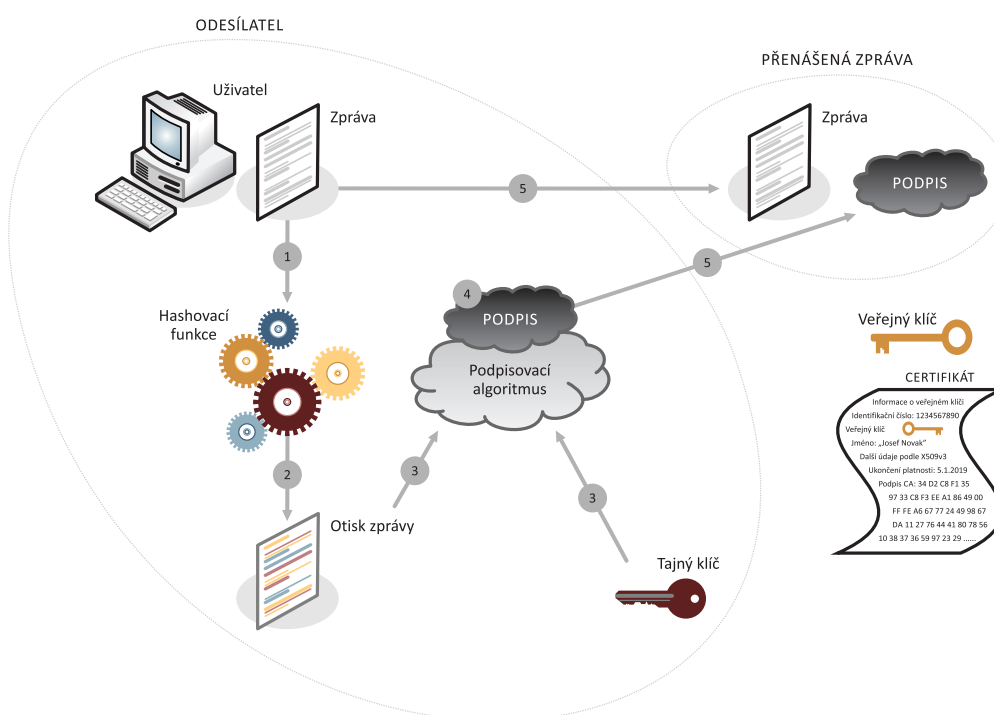 ODESÍLATEL
PŘENÁŠENÁ ZPRÁVA
Uživatel
Zpráva
Zpráva
PODPIS
5
1
5
4
PODPIS
Hashovací
funkce
Podpisovací
algoritmus
Veřejný klíč
CERTIFIKÁT
Informace o veřejném klíči
Identifikační číslo: 1234567890
Veřejný klíč
Jméno: „Josef Novak"
Další údaje podle X509v3
Ukončení platnosti: 5.1.2019
Podpis CA: 34 D2 C8 F1 35
97 33 C8 F3 EE A1 86 49 00
FF FE A6 67 77 24 49 98 67
DA 11 27 76 44 41 80 78 56
10 38 37 36 59 97 23 29 ......
2
3
3
Otisk zprávy
Tajný klíč